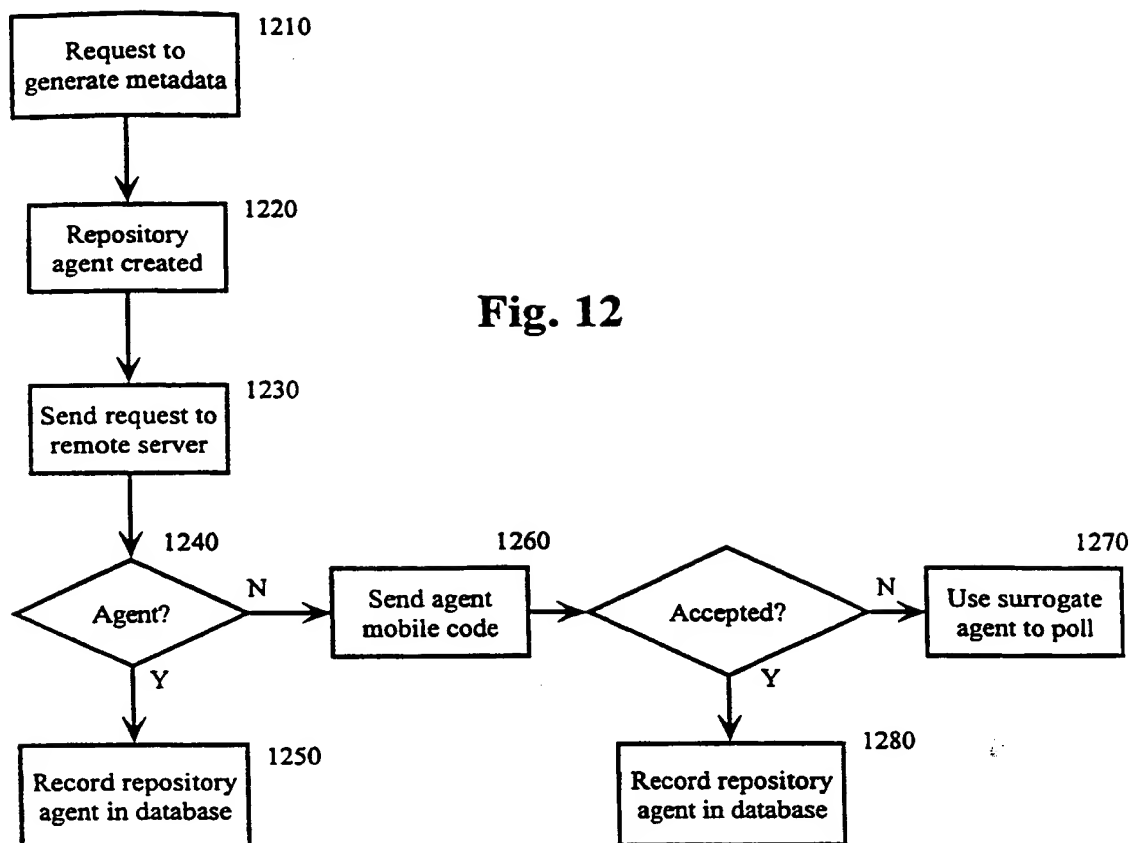 1210
Request to
generate metadata
1220
Repository
agent created
Fig. 12
1230
Send request to
remote server
1240
Agent?
N
Y
1260
Send agent
mobile code
Accepted?
N
Y
1270
Use surrogate
agent to poll
1250
Record repository
agent in database
1280
Record repository
agent in database